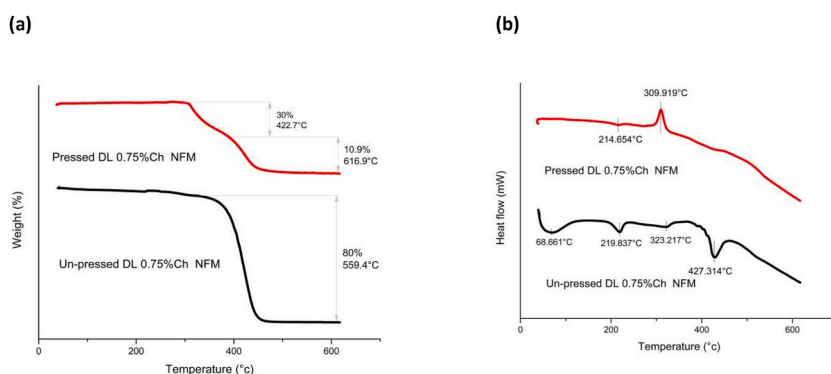 (a)
(b)
Weight (%)
30%
422.7°C
10.9%
616.9°C
Pressed DL 0.75%Ch NFM
80%
559.4°C
Un-pressed DL 0.75%Ch NFM
0
200
400
600
Temperature (°c)
Heat flow (mW)
309.919°C
214.654°C
Pressed DL 0.75%Ch NFM
68.661°C
219.837°C
323.217°C
427.314°C
Un-pressed DL 0.75%Ch NFM
0
200
400
600
Temperature (°c)